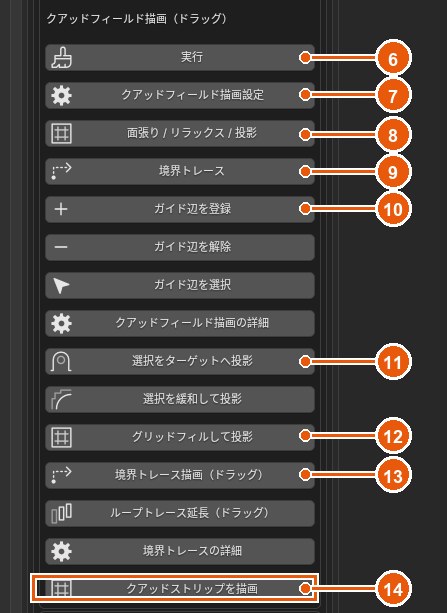 クアッドフィールド描画（ドラッグ）
実行 6
クアッドフィールド描画設定 7
面張り / リラックス / 投影 8
境界トレース 9
ガイド辺を登録 10
ガイド辺を解除
ガイド辺を選択
クアッドフィールド描画の詳細
選択をターゲットへ投影 11
選択を緩和して投影
グリッドフィルして投影 12
境界トレース描画（ドラッグ） 13
ループトレース延長（ドラッグ）
境界トレースの詳細
クアッドストリップを描画 14